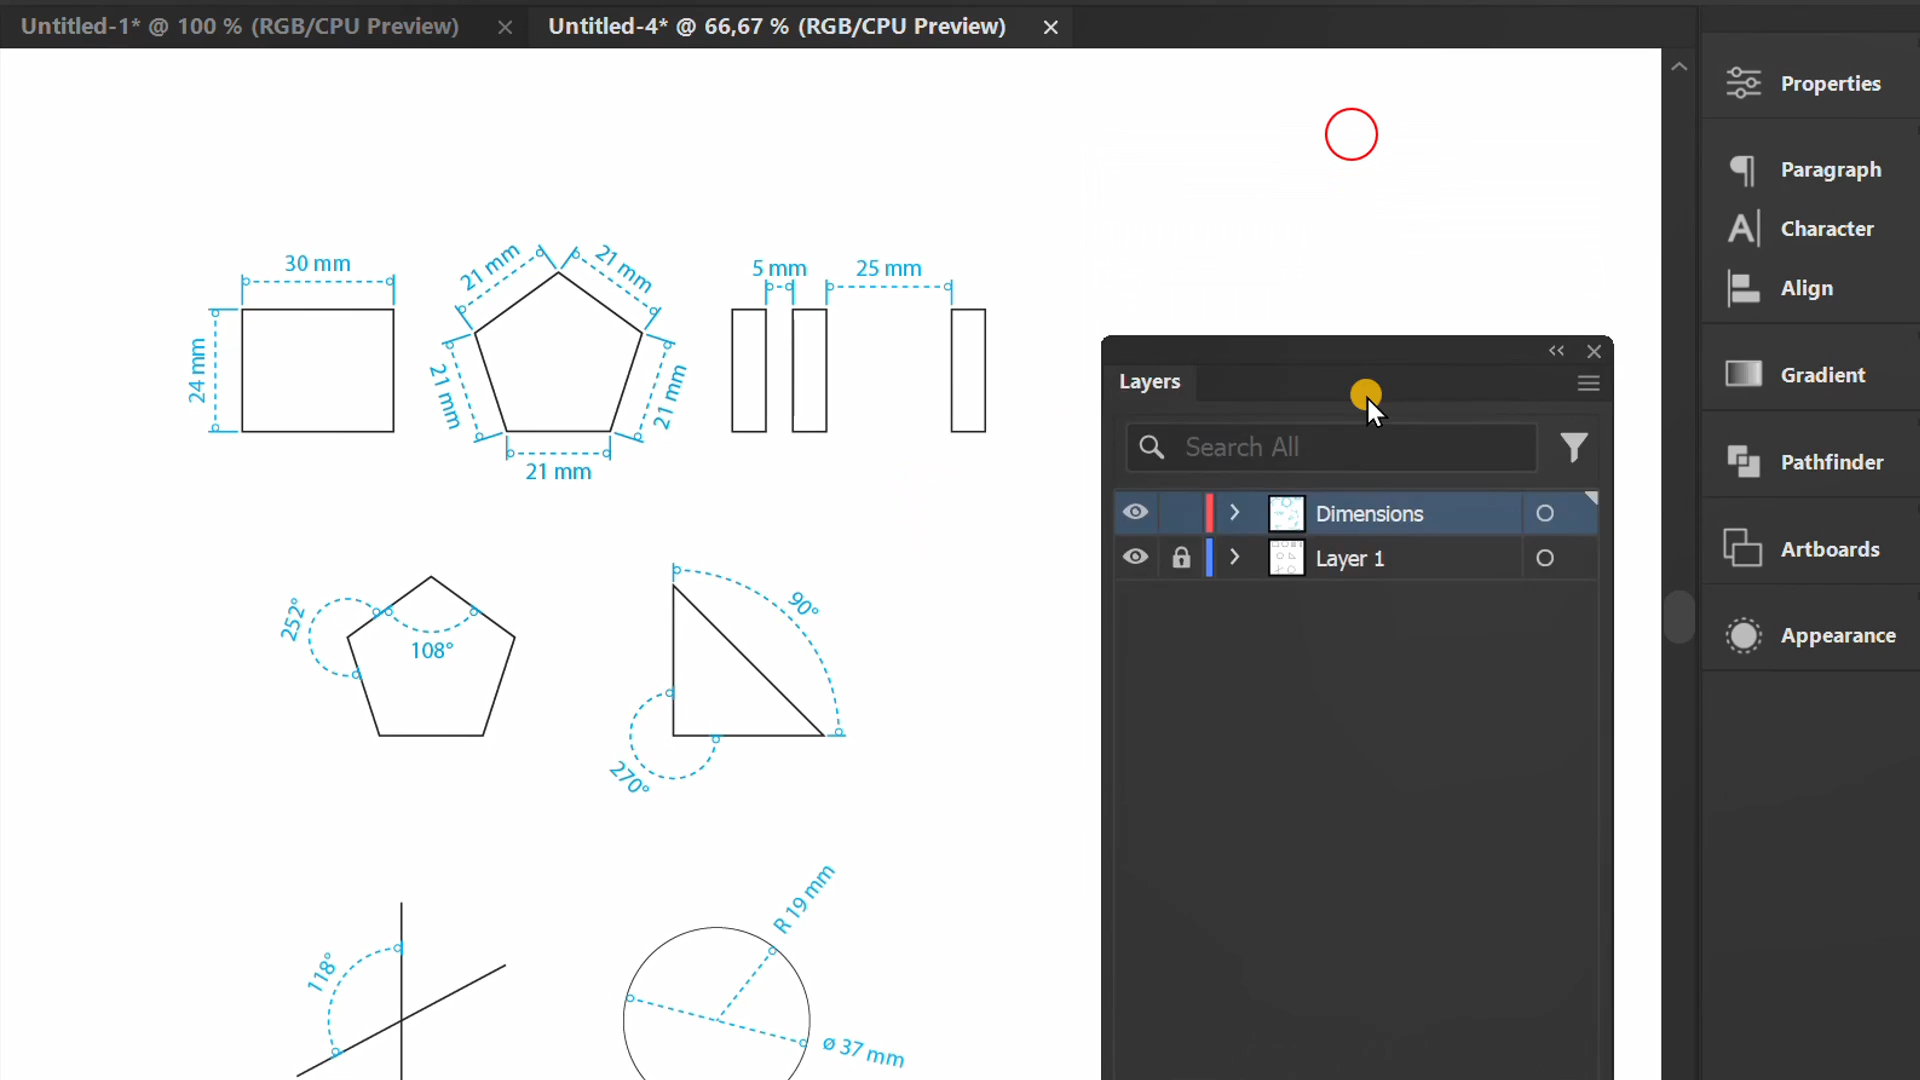 Untitled-1* @ 100 % (RGB/CPU Preview)
Untitled-4* @ 66,67 % (RGB/CPU Preview)
30 mm
24 mm
21 mm
21 mm
21 mm
21 mm
21 mm
5 mm
25 mm
252°
108°
90°
270°
118°
R 19 mm
ø 37 mm
Layers
Search All
Dimensions
Layer 1
Properties
Paragraph
Character
Align
Gradient
Pathfinder
Artboards
Appearance